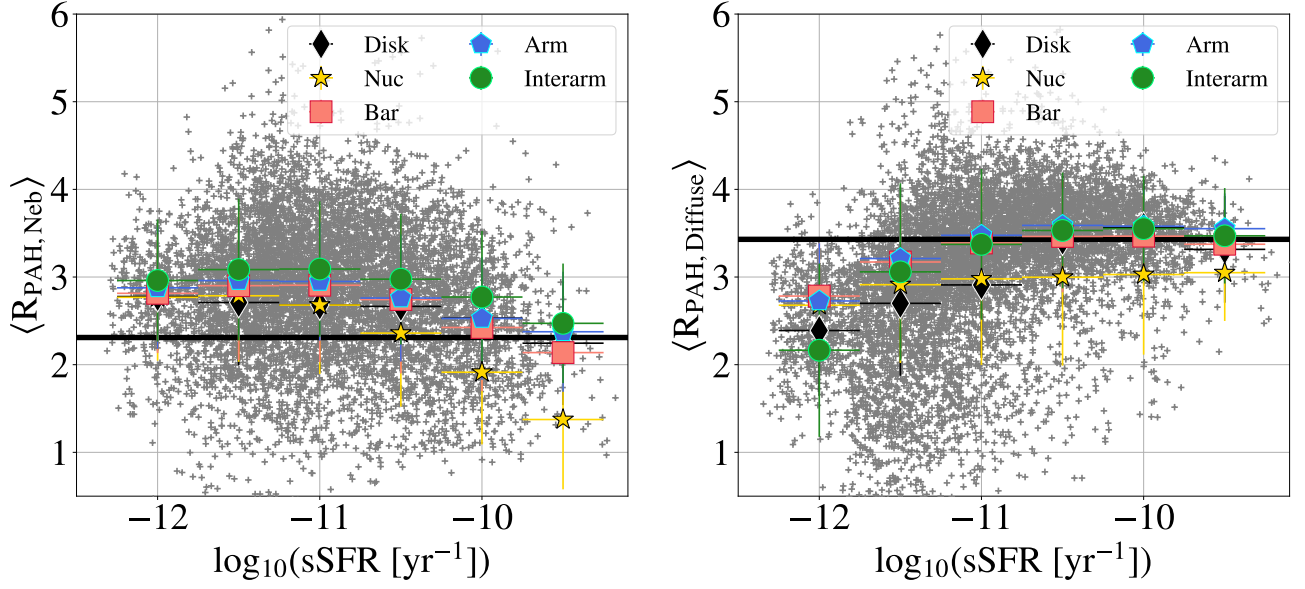 6
5
4
3
2
1
⟨R_PAH, Neb⟩
Disk
Nuc
Bar
Arm
Interarm
−12
−11
−10
log₁₀(sSFR [yr⁻¹])
6
5
4
3
2
1
⟨R_PAH, Diffuse⟩
Disk
Nuc
Bar
Arm
Interarm
−12
−11
−10
log₁₀(sSFR [yr⁻¹])